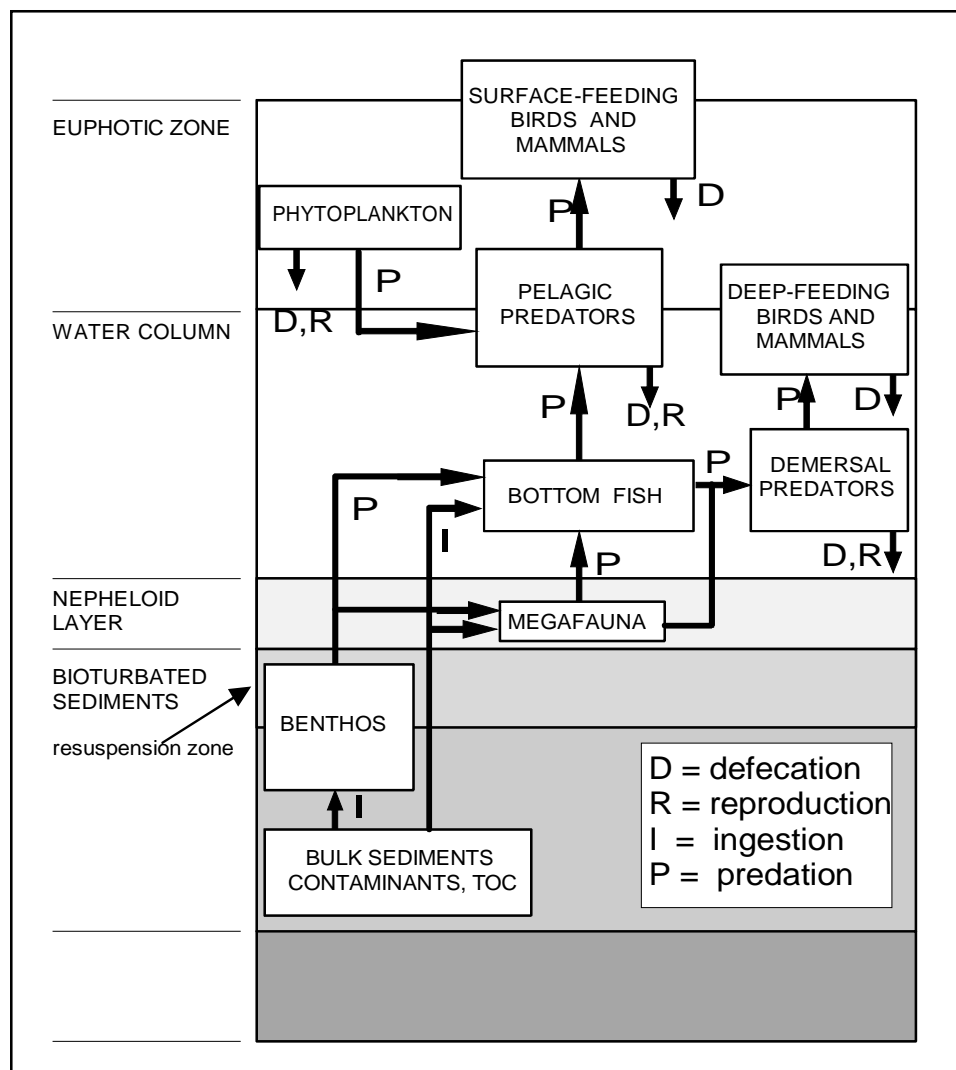 SURFACE-FEEDING
BIRDS AND
MAMMALS
EUPHOTIC ZONE
D
PHYTOPLANKTON
P
P
PELAGIC
PREDATORS
DEEP-FEEDING
BIRDS AND
MAMMALS
D,R
WATER COLUMN
P
D,R
P
D
BOTTOM FISH
P
DEMERSAL
PREDATORS
P
I
P
D,R
NEPHELOID
LAYER
MEGAFAUNA
BIOTURBATED
SEDIMENTS
resuspension zone
BENTHOS
I
BULK SEDIMENTS
CONTAMINANTS, TOC
D = defecation
R = reproduction
I = ingestion
P = predation